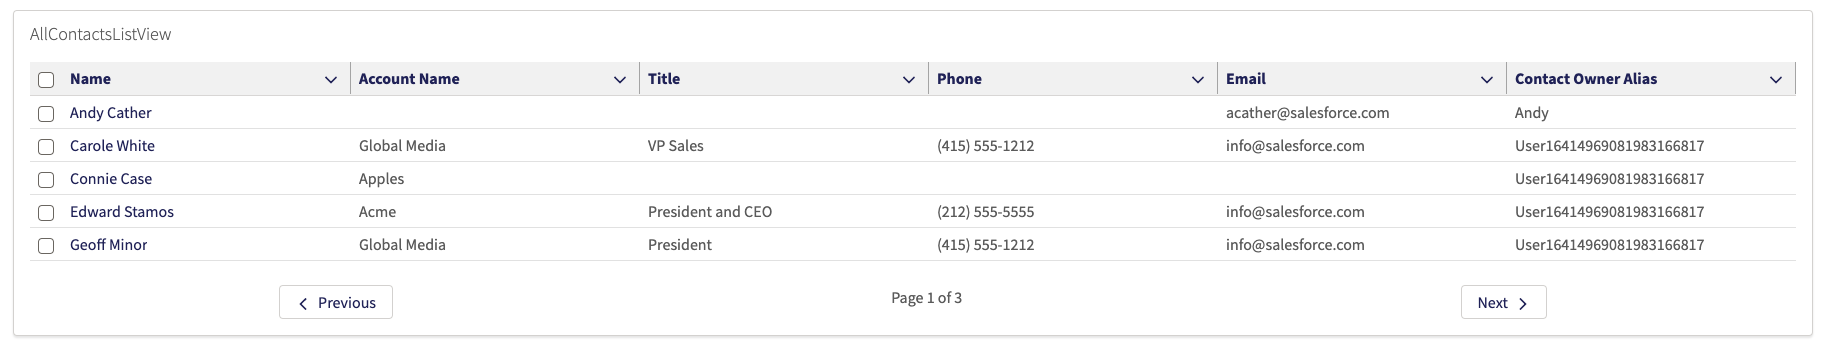 AllContactsListView
Name Account Name Title Phone Email Contact Owner Alias
Andy Cather acather@salesforce.com Andy
Carole White Global Media VP Sales (415) 555-1212 info@salesforce.com User16414969081983166817
Connie Case Apples User16414969081983166817
Edward Stamos Acme President and CEO (212) 555-5555 info@salesforce.com User16414969081983166817
Geoff Minor Global Media President (415) 555-1212 info@salesforce.com User16414969081983166817
Previous Page 1 of 3 Next